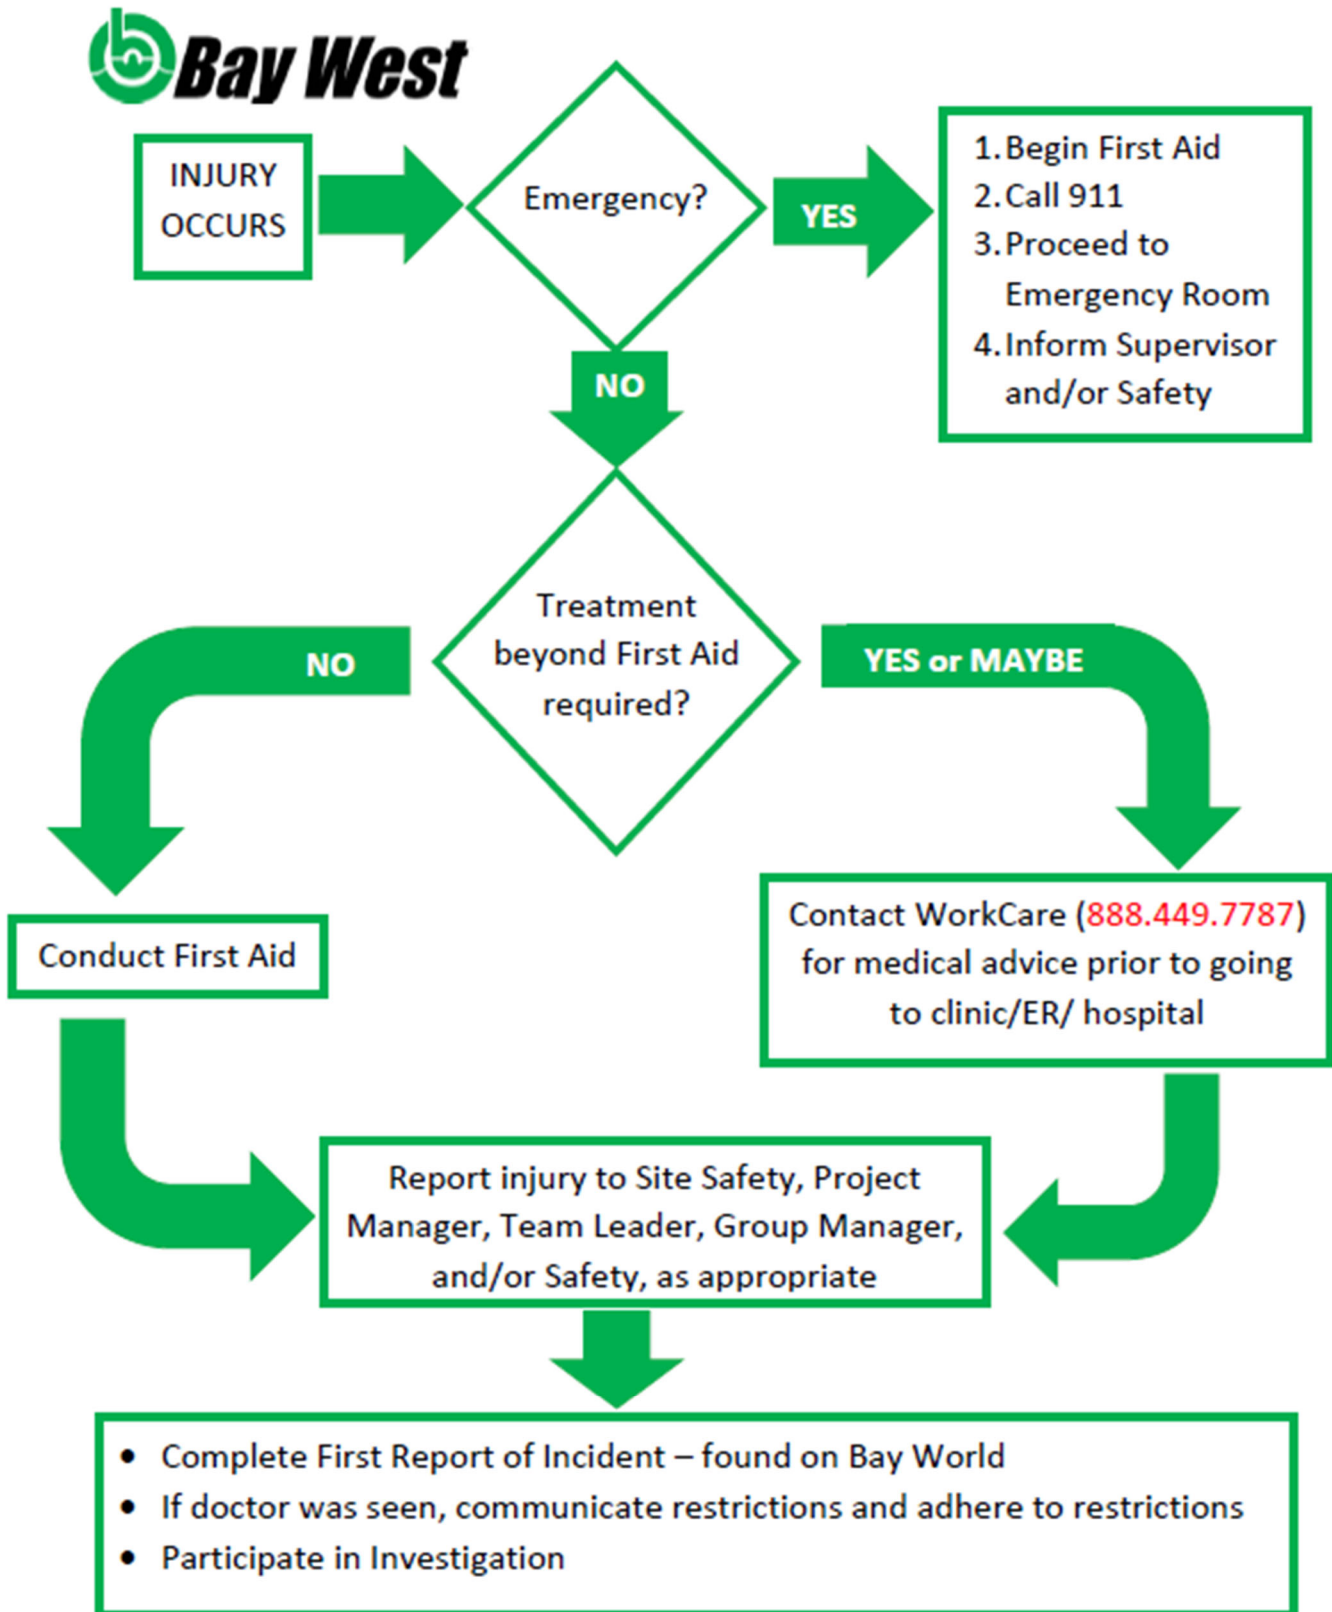 Bay West
INJURY
OCCURS
Emergency?
YES
1. Begin First Aid
2. Call 911
3. Proceed to
Emergency Room
4. Inform Supervisor
and/or Safety
NO
Treatment
beyond First Aid
required?
NO
YES or MAYBE
Conduct First Aid
Contact WorkCare (888.449.7787)
for medical advice prior to going
to clinic/ER/ hospital
Report injury to Site Safety, Project
Manager, Team Leader, Group Manager,
and/or Safety, as appropriate
• Complete First Report of Incident – found on Bay World
• If doctor was seen, communicate restrictions and adhere to restrictions
• Participate in Investigation